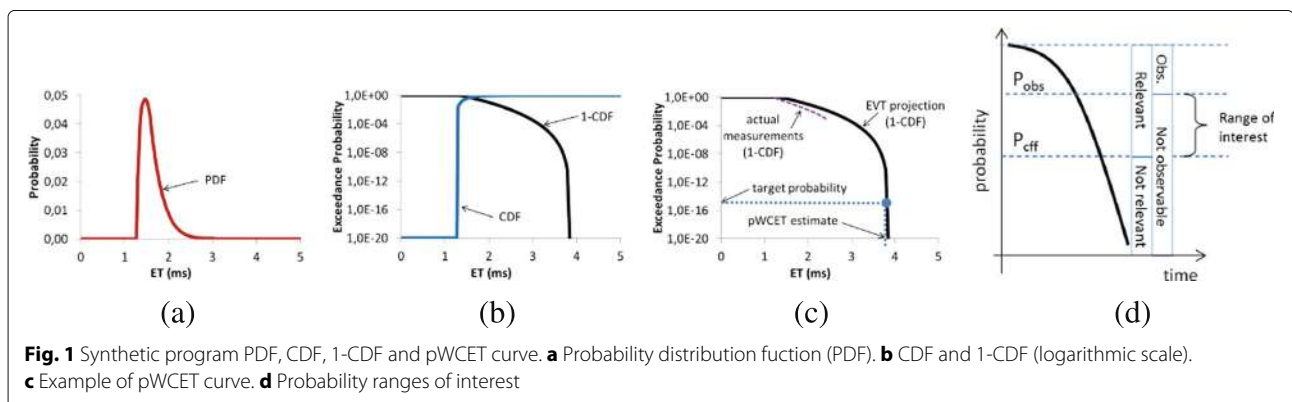 0,05
0,04
0,03
0,02
0,01
0,00
Probability
PDF
0 1 2 3 4 5
ET (ms)
(a)
1,0E+00
1,0E-04
1,0E-08
1,0E-12
1,0E-16
1,0E-20
Exceedance Probability
1-CDF
CDF
0 1 2 3 4 5
ET (ms)
(b)
1,0E+00
1,0E-04
1,0E-08
1,0E-12
1,0E-16
1,0E-20
Exceedance Probability
EVT projection
(1-CDF)
actual
measurements
(1-CDF)
target probability
pWCET estimate
0 1 2 3 4 5
ET (ms)
(c)
probability
Pobs
Pcff
Relevant
Not relevant
Obs.
Not observable
Range of
interest
time
(d)
Fig. 1 Synthetic program PDF, CDF, 1-CDF and pWCET curve. a Probability distribution fuction (PDF). b CDF and 1-CDF (logarithmic scale).
c Example of pWCET curve. d Probability ranges of interest